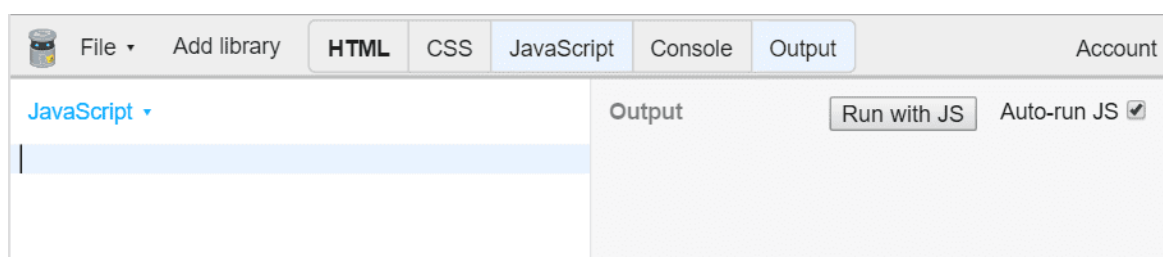 File ▾ Add library HTML CSS JavaScript Console Output Account
JavaScript ▾ Output Run with JS Auto-run JS